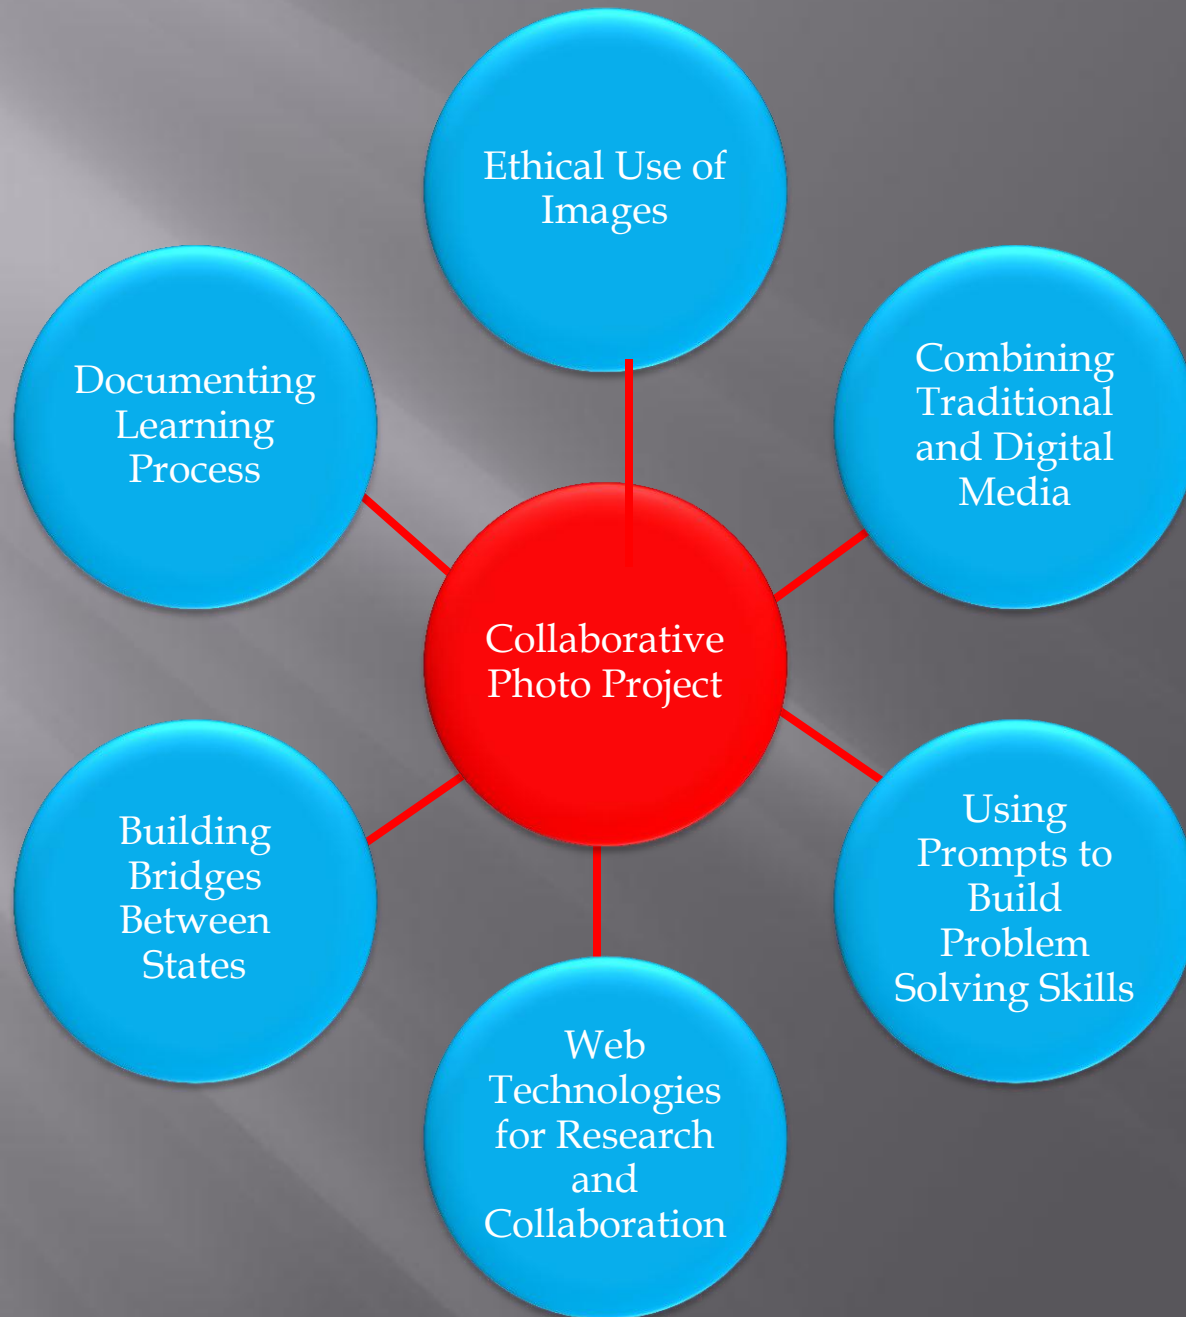 Ethical Use of
Images
Documenting
Learning
Process
Combining
Traditional
and Digital
Media
Collaborative
Photo Project
Building
Bridges
Between
States
Using
Prompts to
Build
Problem
Solving Skills
Web
Technologies
for Research
and
Collaboration